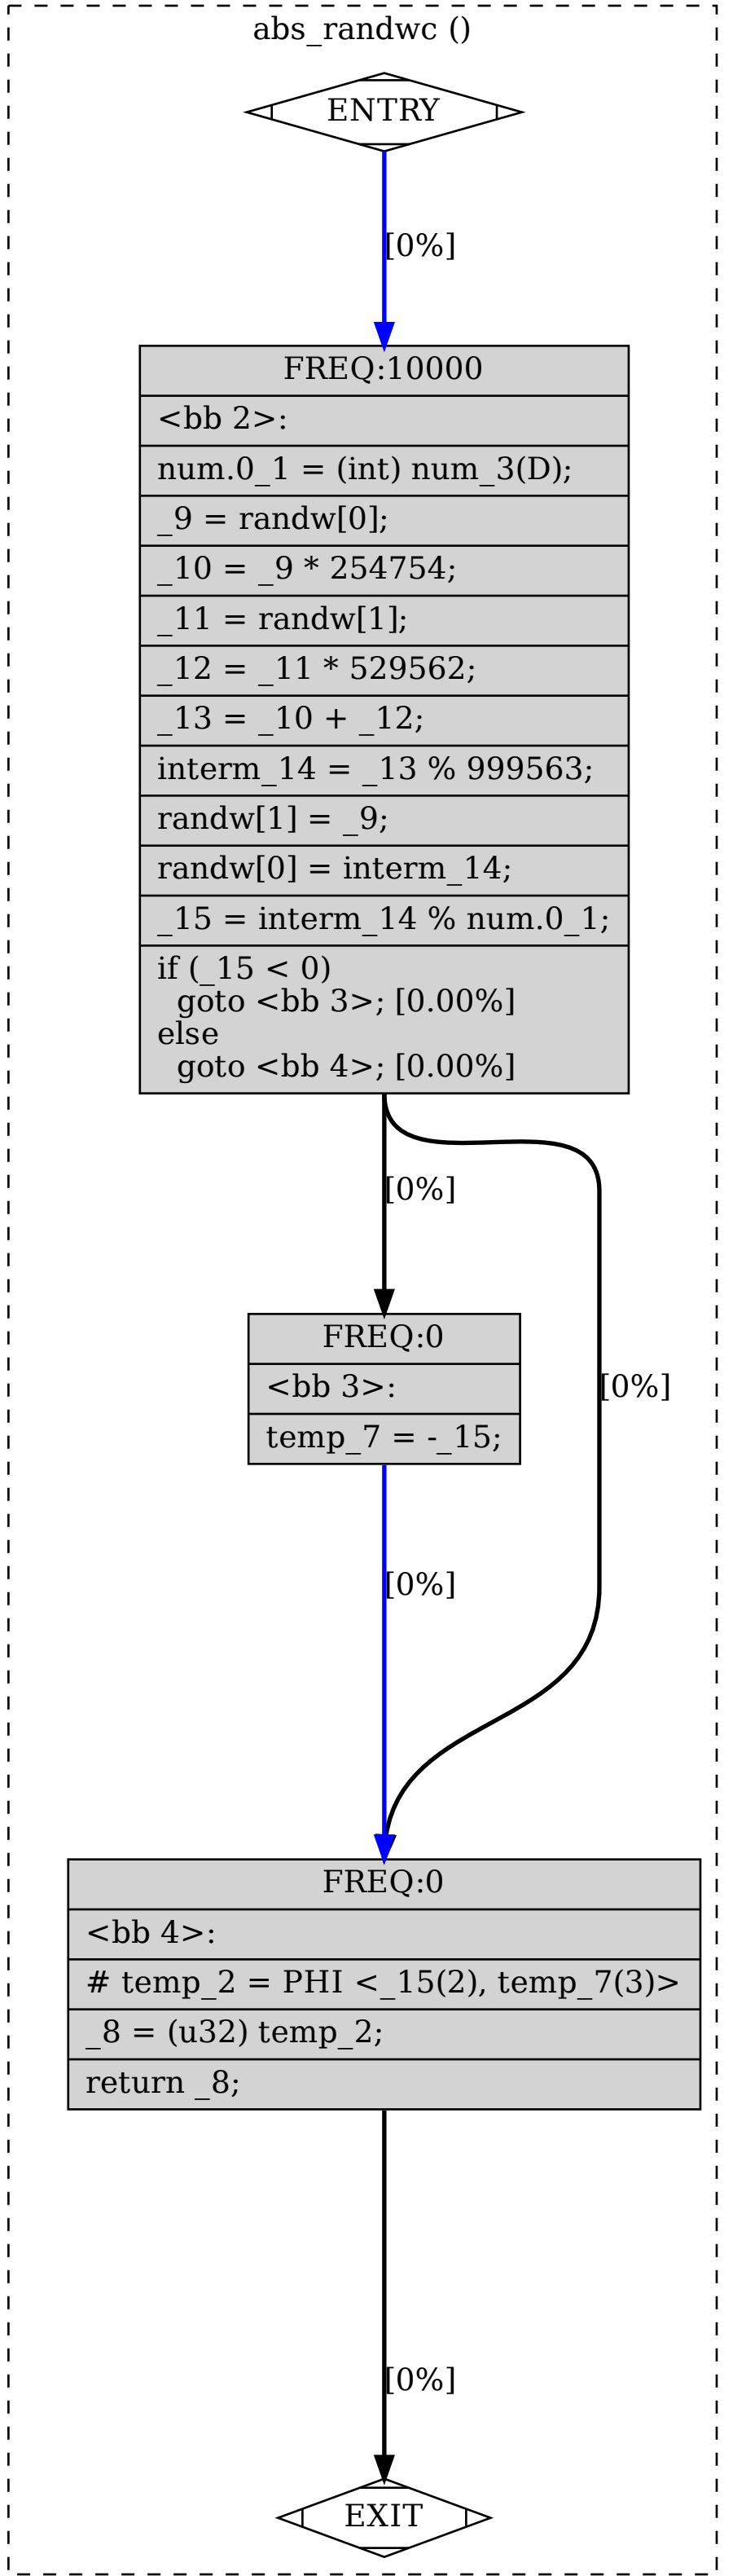 abs_randwc ()
ENTRY
[0%]
FREQ:10000
<bb 2>:
num.0_1 = (int) num_3(D);
_9 = randw[0];
_10 = _9 * 254754;
_11 = randw[1];
_12 = _11 * 529562;
_13 = _10 + _12;
interm_14 = _13 % 999563;
randw[1] = _9;
randw[0] = interm_14;
_15 = interm_14 % num.0_1;
if (_15 < 0)
  goto <bb 3>; [0.00%]
else
  goto <bb 4>; [0.00%]
[0%]
FREQ:0
<bb 3>:
temp_7 = -_15;
[0%]
[0%]
FREQ:0
<bb 4>:
# temp_2 = PHI <_15(2), temp_7(3)>
_8 = (u32) temp_2;
return _8;
[0%]
EXIT